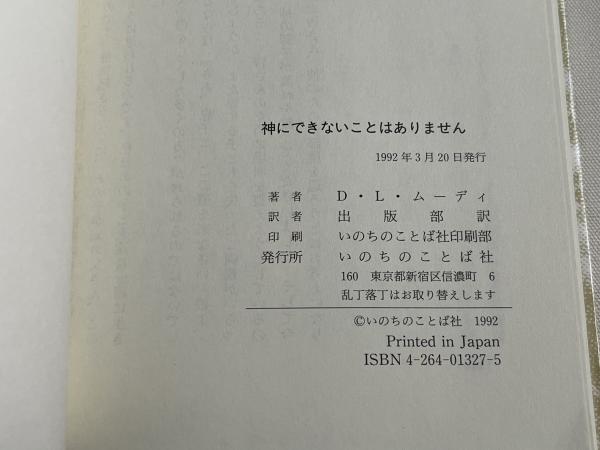 神にできないことはありません
1992年3月20日発行
著者 D・L・ムーディ
訳者 出版部訳
印刷 いのちのことば社印刷部
発行所 いのちのことば社
160 東京都新宿区信濃町 6
乱丁落丁はお取り替えします
©いのちのことば社 1992
Printed in Japan
ISBN 4-264-01327-5